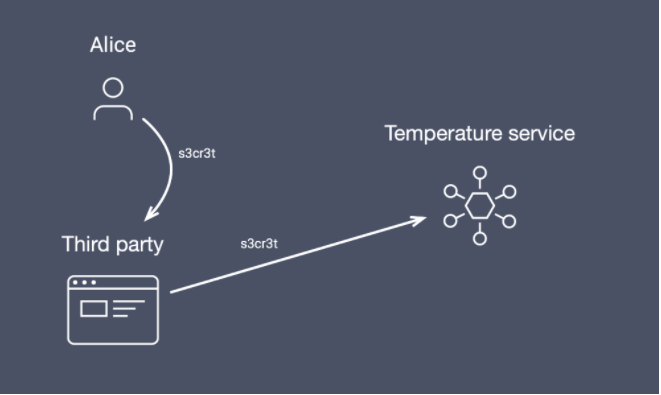 Alice
s3cr3t
Temperature service
Third party
s3cr3t